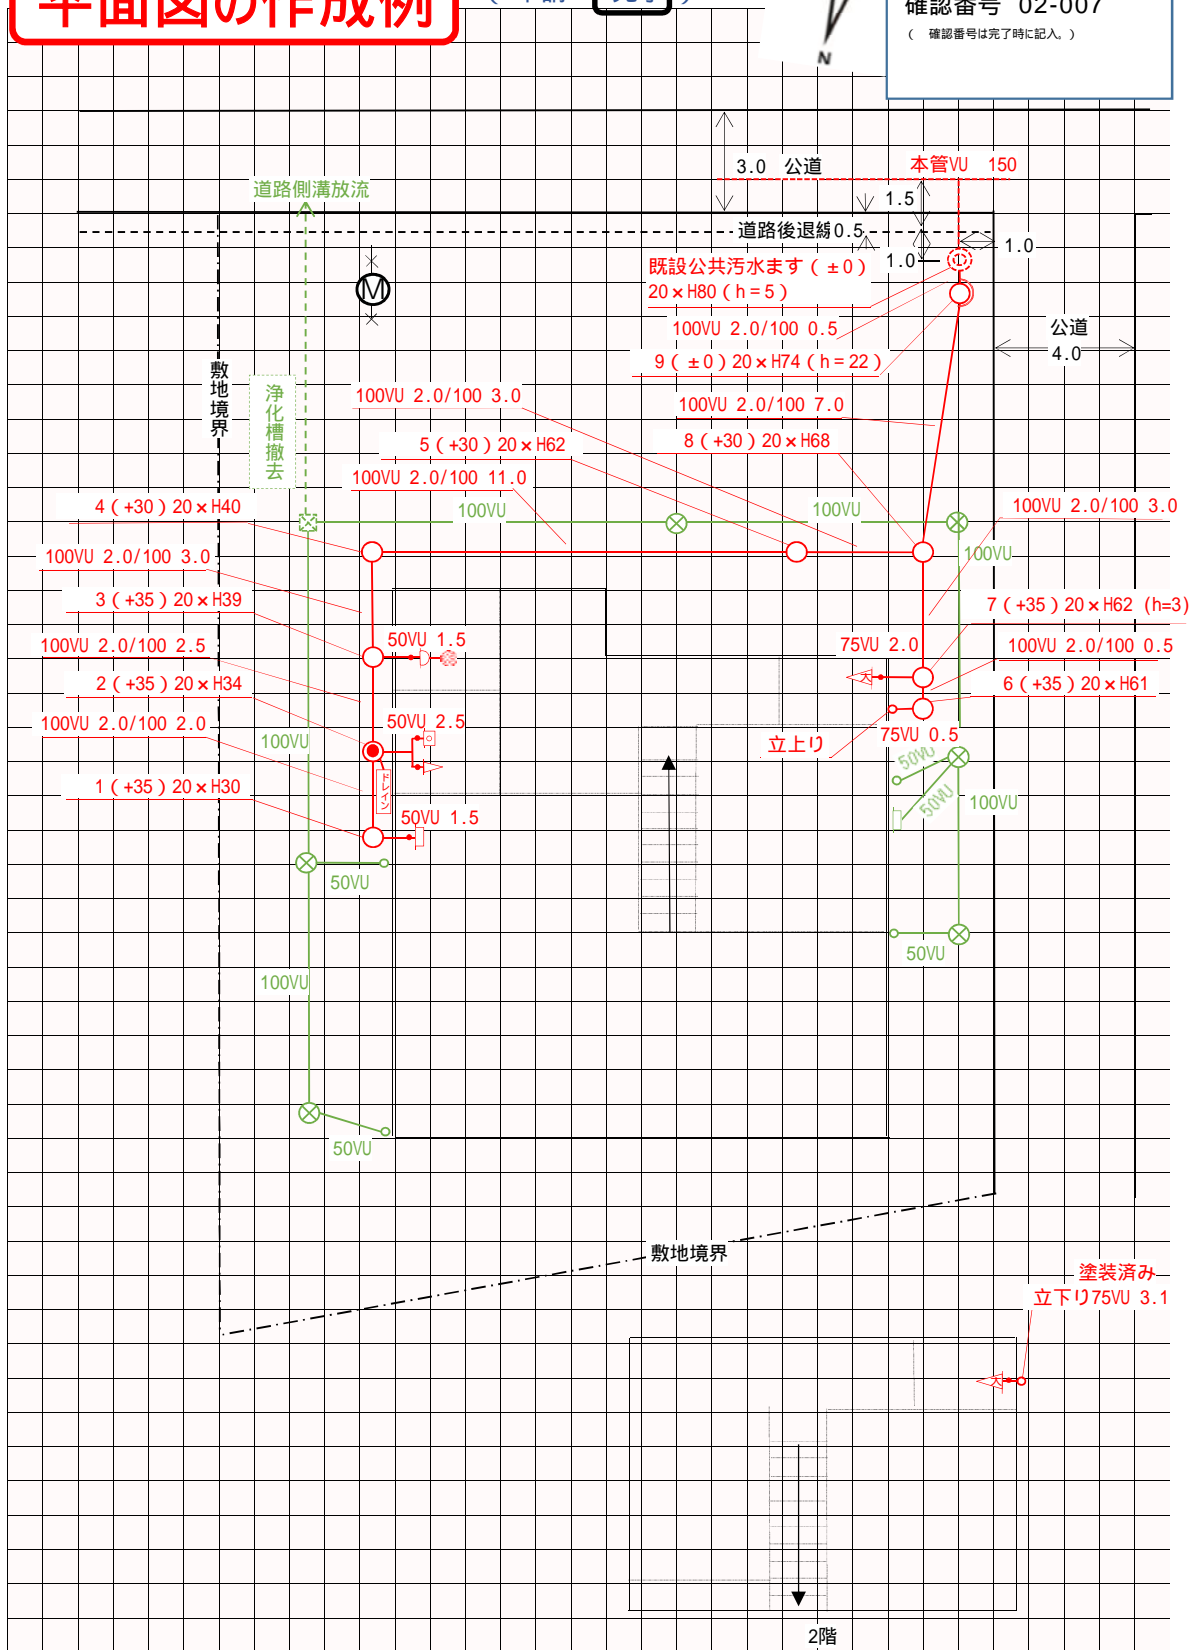 平面図の作成例
確認番号 02-007
( 確認番号は完了時に記入。)
N
3.0 公道
本管VU 150
道路側溝放流
1.5
道路後退線0.5
1.0
1.0
既設公共汚水ます(±0)
20×H80(h=5)
M
100VU 2.0/100 0.5
公道
4.0
9(±0)20×H74(h=22)
敷地境界
浄化槽撤去
100VU 2.0/100 3.0
100VU 2.0/100 7.0
5(+30)20×H62
8(+30)20×H68
100VU 2.0/100 11.0
4(+30)20×H40
100VU
100VU
100VU 2.0/100 3.0
100VU 2.0/100 3.0
100VU
3(+35)20×H39
7(+35)20×H62 (h=3)
100VU 2.0/100 2.5
50VU 1.5
75VU 2.0
100VU 2.0/100 0.5
2(+35)20×H34
大
6(+35)20×H61
100VU 2.0/100 2.0
50VU 2.5
100VU
立上り
75VU 0.5
50VU
1(+35)20×H30
ドレイン
50VU
100VU
50VU 1.5
50VU
50VU
100VU
50VU
敷地境界
塗装済み
立下り75VU 3.1
大
2階